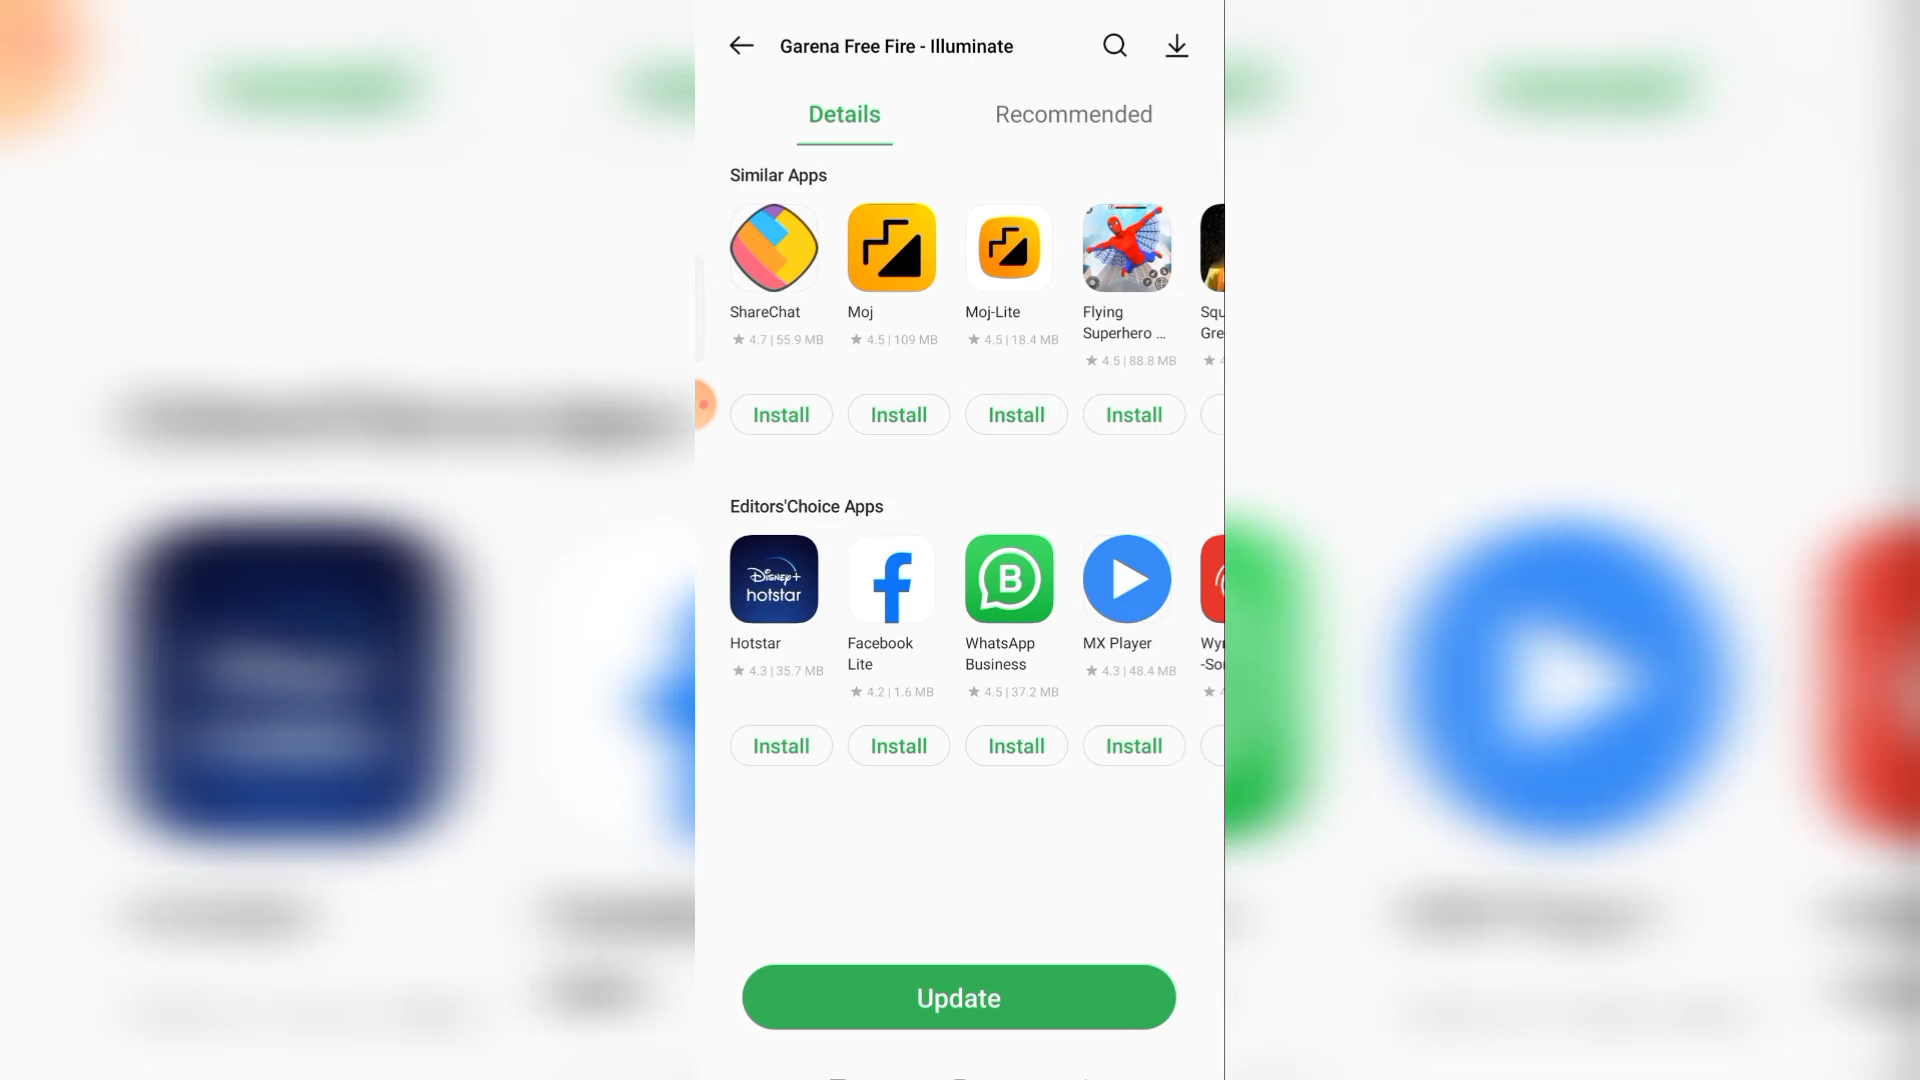 Garena Free Fire - Illuminate
Details
Recommended
Similar Apps
ShareChat
4.7 | 55.9 MB
Install
Moj
4.5 | 109 MB
Install
Moj-Lite
4.5 | 18.4 MB
Install
Flying
Superhero ...
4.5 | 88.8 MB
Install
Squ
Gre
4
Editors'Choice Apps
Disney+
hotstar
Hotstar
4.3 | 35.7 MB
Install
Facebook
Lite
4.2 | 1.6 MB
Install
B
WhatsApp
Business
4.5 | 37.2 MB
Install
MX Player
4.3 | 48.4 MB
Install
-So
4
Update